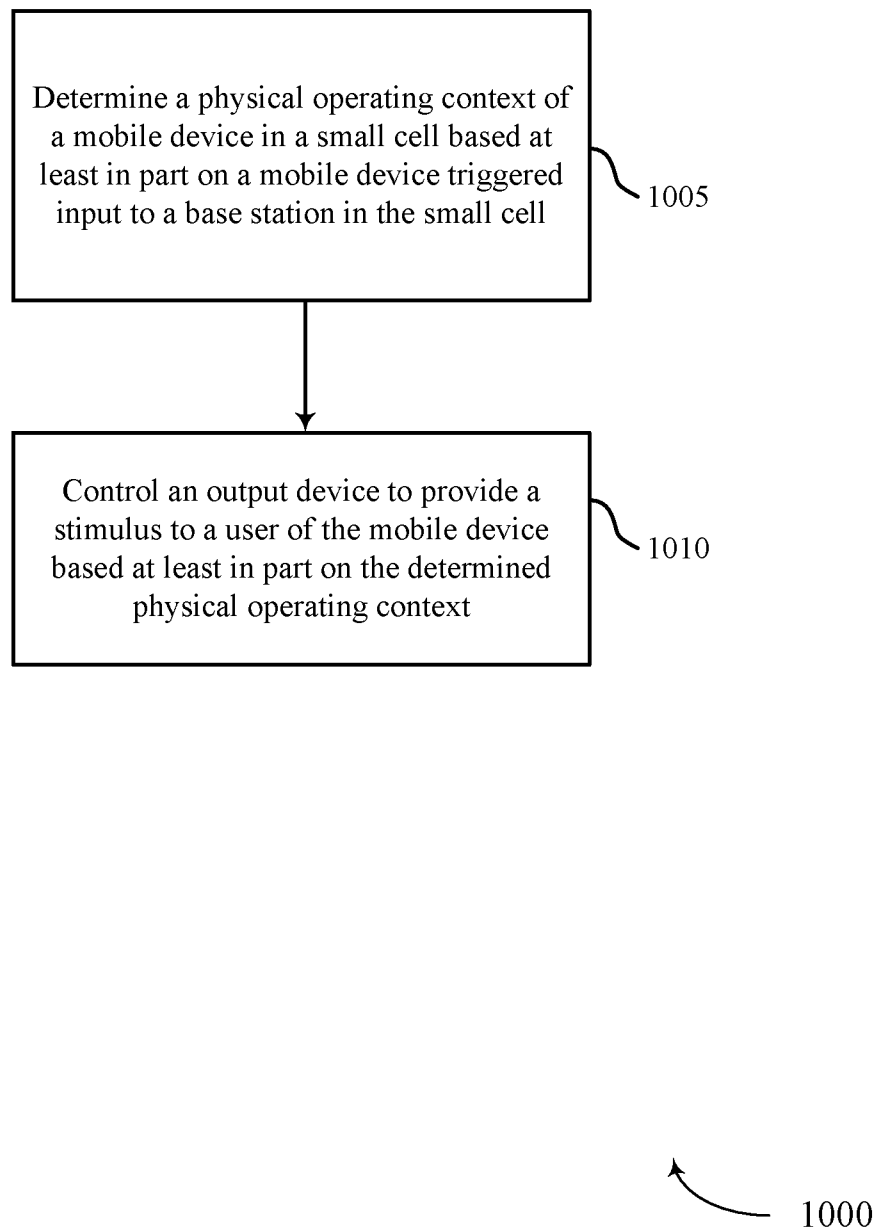 Determine a physical operating context of
a mobile device in a small cell based at
least in part on a mobile device triggered
input to a base station in the small cell
1005
Control an output device to provide a
stimulus to a user of the mobile device
based at least in part on the determined
physical operating context
1010
1000